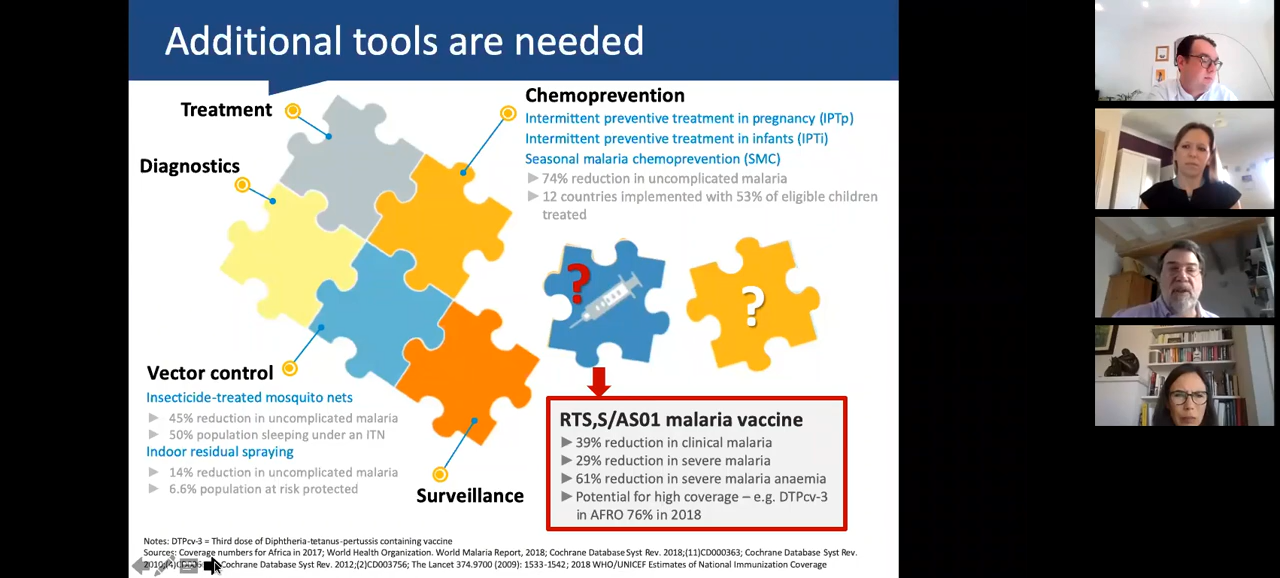 Additional tools are needed
Treatment
Diagnostics
Chemoprevention
Intermittent preventive treatment in pregnancy (IPTp)
Intermittent preventive treatment in infants (IPTi)
Seasonal malaria chemoprevention (SMC)
74% reduction in uncomplicated malaria
12 countries implemented with 53% of eligible children
treated
?
?
Vector control
Insecticide-treated mosquito nets
45% reduction in uncomplicated malaria
50% population sleeping under an ITN
Indoor residual spraying
14% reduction in uncomplicated malaria
6.6% population at risk protected
Surveillance
RTS,S/AS01 malaria vaccine
39% reduction in clinical malaria
29% reduction in severe malaria
61% reduction in severe malaria anaemia
Potential for high coverage – e.g. DTPcv-3
in AFRO 76% in 2018
Notes: DTPcv-3 = Third dose of Diphtheria-tetanus-pertussis containing vaccine
Sources: Coverage numbers for Africa in 2017; World Health Organization. World Malaria Report, 2018; Cochrane Database Syst Rev. 2018;(11)CD000363; Cochrane Database Syst Rev.
Cochrane Database Syst Rev. 2012;(2)CD003756; The Lancet 374.9700 (2009): 1533-1542; 2018 WHO/UNICEF Estimates of National Immunization Coverage